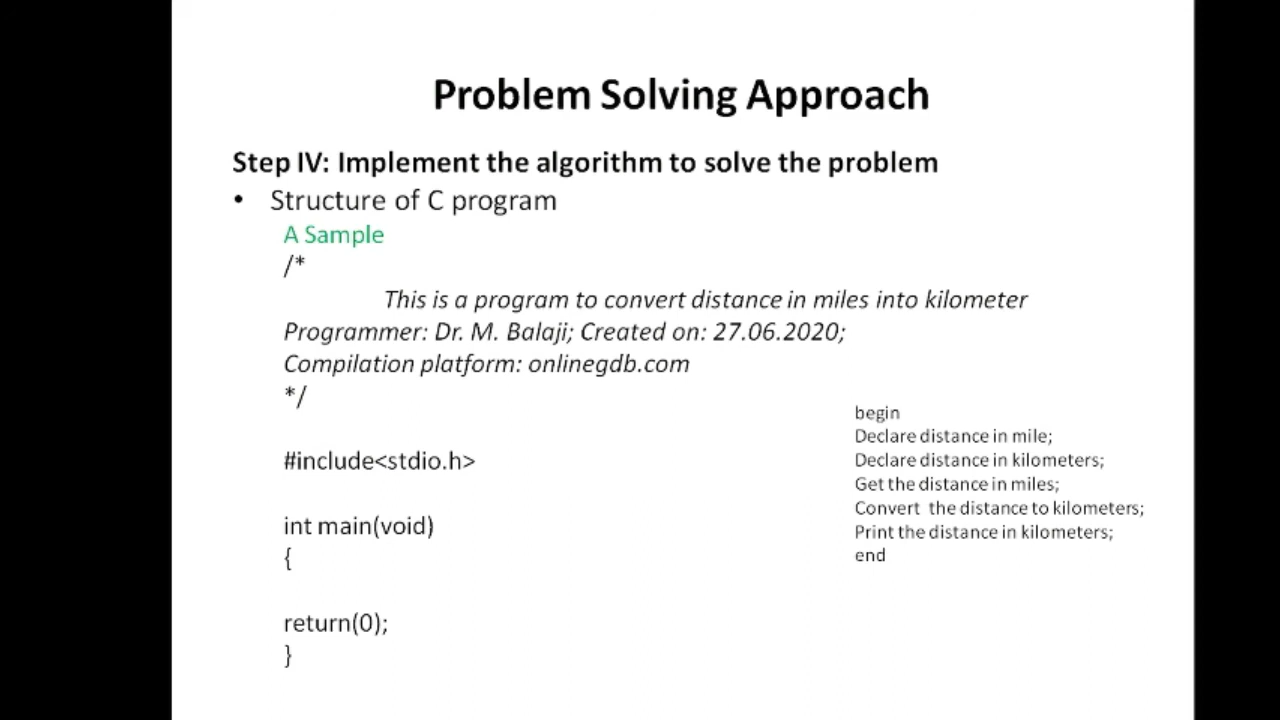 Problem Solving Approach
Step IV: Implement the algorithm to solve the problem
• Structure of C program
A Sample
/*
This is a program to convert distance in miles into kilometer
Programmer: Dr. M. Balaji; Created on: 27.06.2020;
Compilation platform: onlinegdb.com
*/
#include<stdio.h>
int main(void)
{
return(0);
}
begin
Declare distance in mile;
Declare distance in kilometers;
Get the distance in miles;
Convert  the distance to kilometers;
Print the distance in kilometers;
end